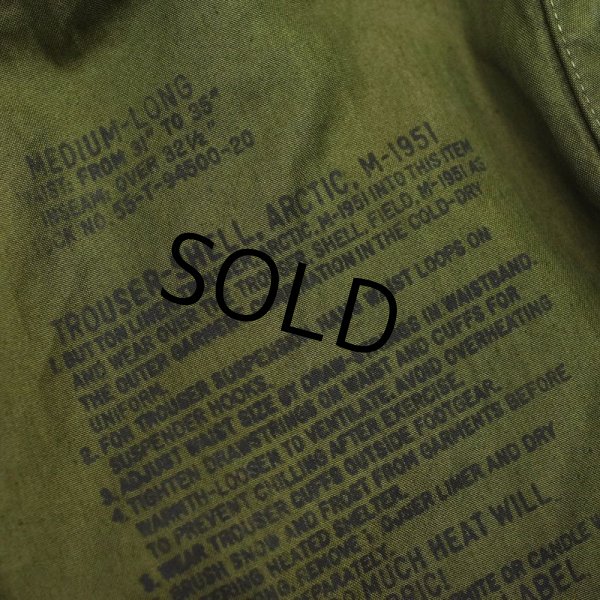 MEDIUM-LONG
FROM 31" TO 35"
INSEAM: OVER 32½"
NO. 55-T-94500-20
TROUSER-SHELL, ARCTIC, M-1951
1. BUTTON LINER ARCTIC, M-1951 INTO THIS ITEM
AND WEAR OVER TROUSER, SHELL, FIELD, M-1951 AS
THE OUTER GARMENT IN THE COLD-DRY
UNIFORM.
2. FOR TROUSER SUSPENDERS WAIST LOOPS ON
SUSPENDER HOOKS.
3. ADJUST WAIST SIZE BY IN WAISTBAND.
4. TIGHTEN DRAWSTRINGS ON WAIST AND CUFFS FOR
WARMTH-LOOSEN TO VENTILATE. AVOID OVERHEATING
TO PREVENT CHILLING AFTER EXERCISE.
5. WEAR TROUSER CUFFS OUTSIDE FOOTGEAR.
BRUSH SNOW AND FROST FROM GARMENTS BEFORE
HEATED SHELTER.
REMOVE LINER AND DRY
MUCH HEAT WILL
WHITE OR CANDLE
LABEL.
SOLD